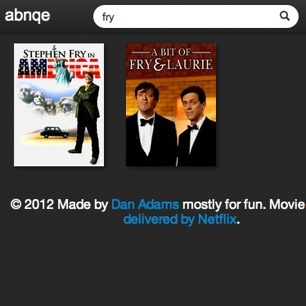 abnqe
fry
STEPHEN FRY IN
AMERICA
A BIT OF
FRY & LAURIE
© 2012 Made by Dan Adams mostly for fun. Movie
delivered by Netflix.